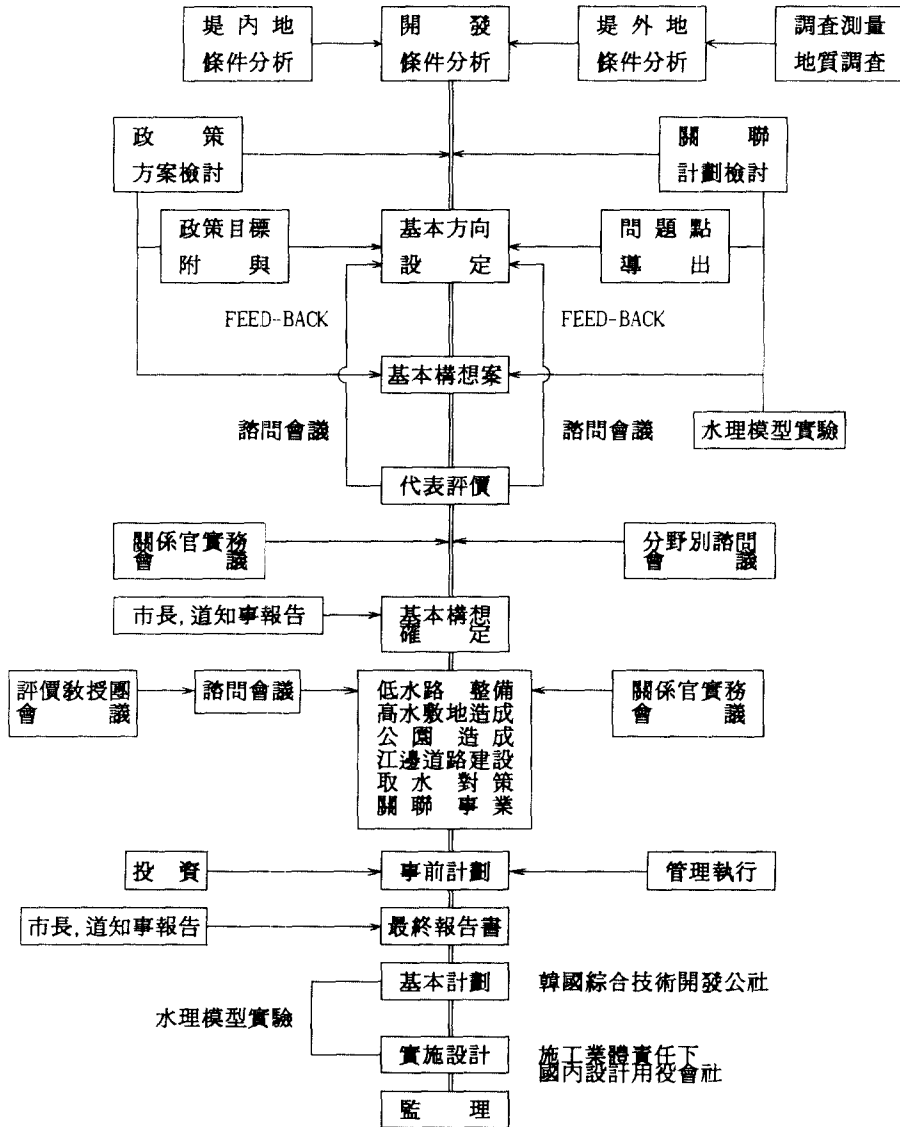 堤 內 地
條件分析
開 發
條件分析
堤 外 地
條件分析
調査測量
地質調査
政 策
方案檢討
關 聯
計劃檢討
政策目標
附 與
基本方向
設 定
問 題 點
導 出
FEED-BACK
FEED-BACK
基本構想案
諮問會議
諮問會議
水理模型實驗
代表評價
關係官實務
會 議
分野別諮問
會 議
市長, 道知事報告
基本構想
確 定
評價敎授團
會 議
諮問會議
低水路 整備
高水敷地造成
公 園 造 成
江邊道路建設
取 水 對 策
關 聯 事 業
關係官實務
會 議
投 資
事前計劃
管理執行
市長, 道知事報告
最終報告書
基本計劃
韓國綜合技術開發公社
水理模型實驗
實施設計
施工業體責任下
國內設計用役會社
監 理